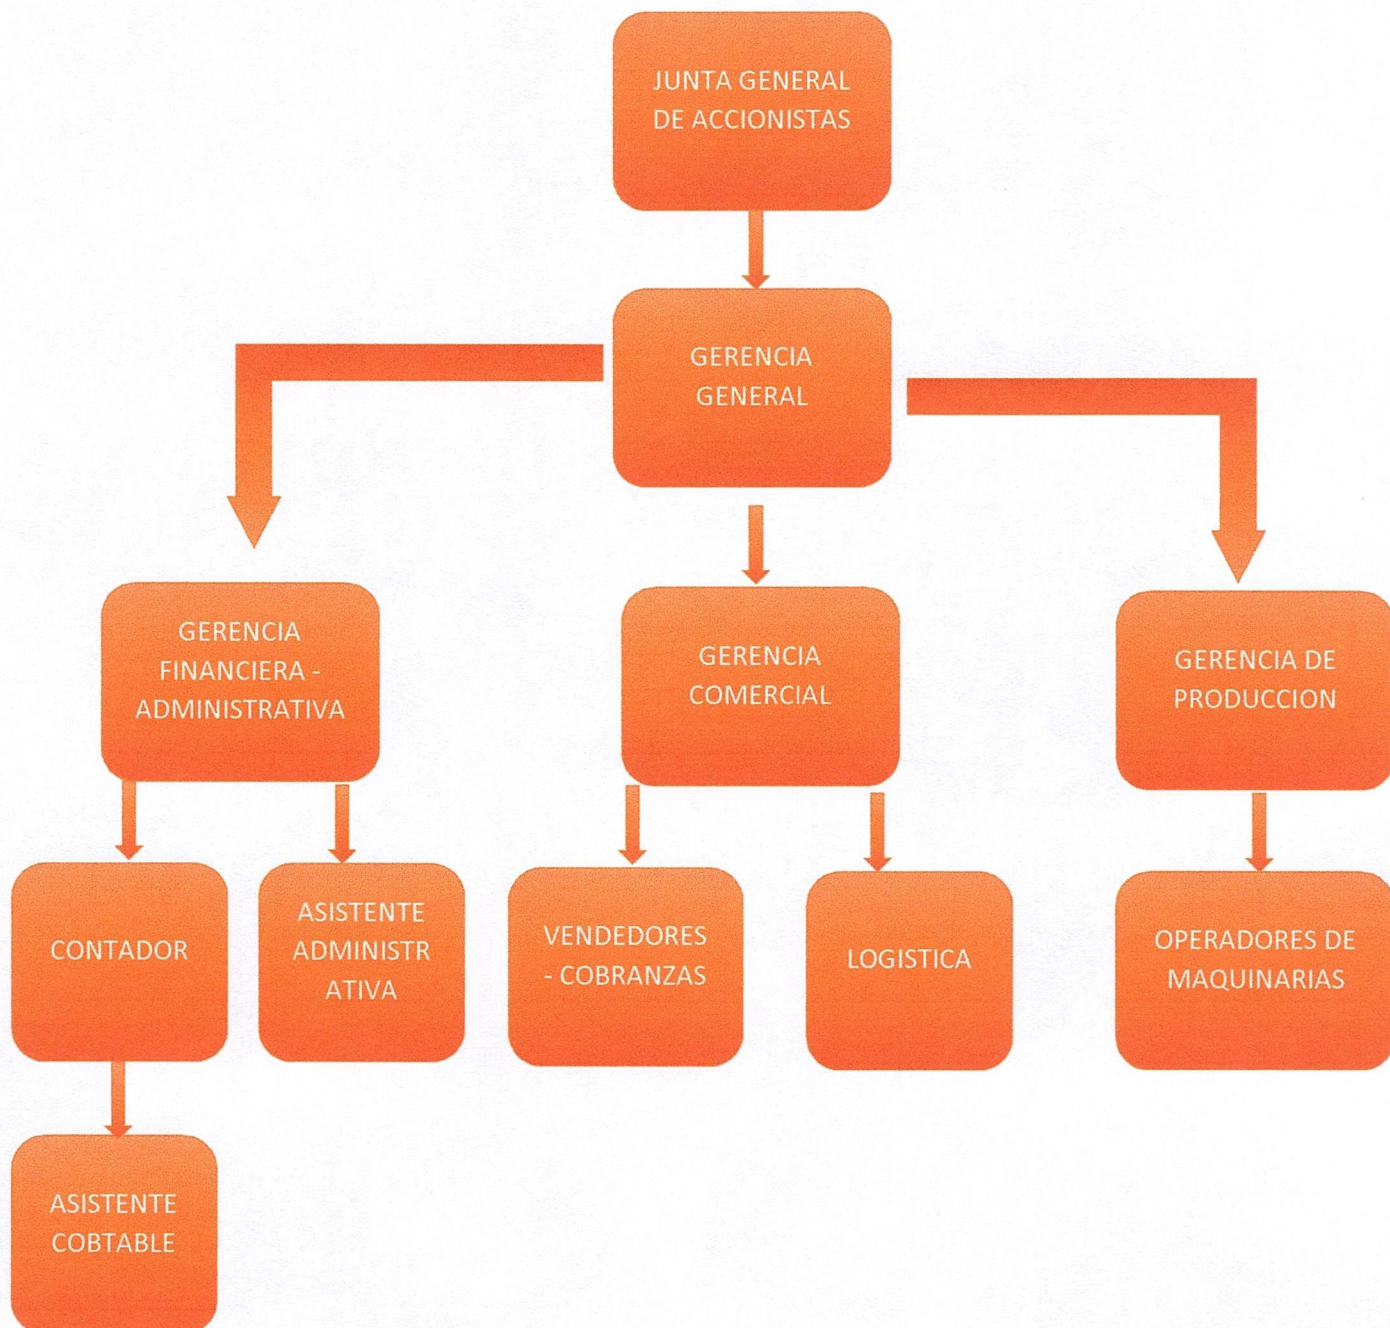 JUNTA GENERAL
DE ACCIONISTAS
GERENCIA
GENERAL
GERENCIA
FINANCIERA -
ADMINISTRATIVA
GERENCIA
COMERCIAL
GERENCIA DE
PRODUCCION
CONTADOR
ASISTENTE
ADMINISTR
ATIVA
VENDEDORES
- COBRANZAS
LOGISTICA
OPERADORES DE
MAQUINARIAS
ASISTENTE
COBTABLE